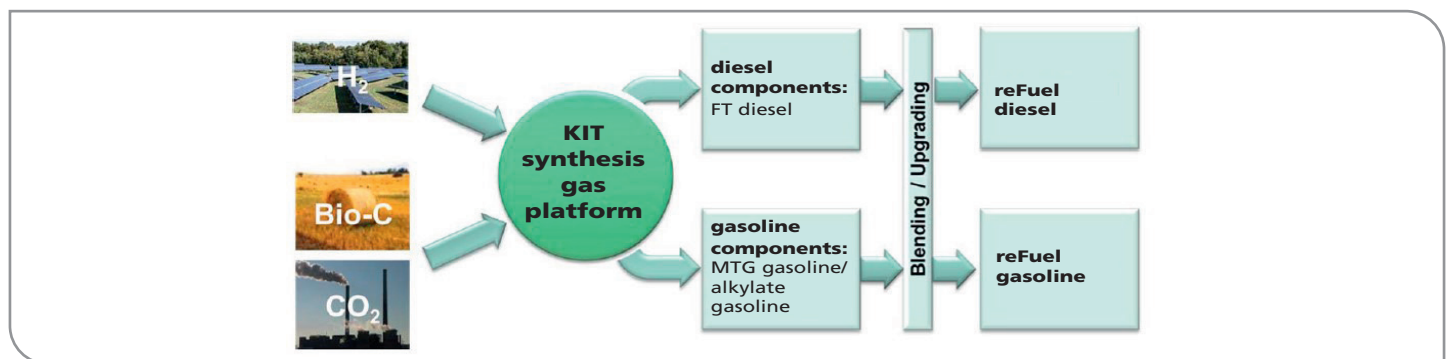 H₂
Bio-C
CO₂
KIT
synthesis
gas
platform
diesel
components:
FT diesel
gasoline
components:
MTG gasoline/
alkylate
gasoline
Blending / Upgrading
reFuel
diesel
reFuel
gasoline